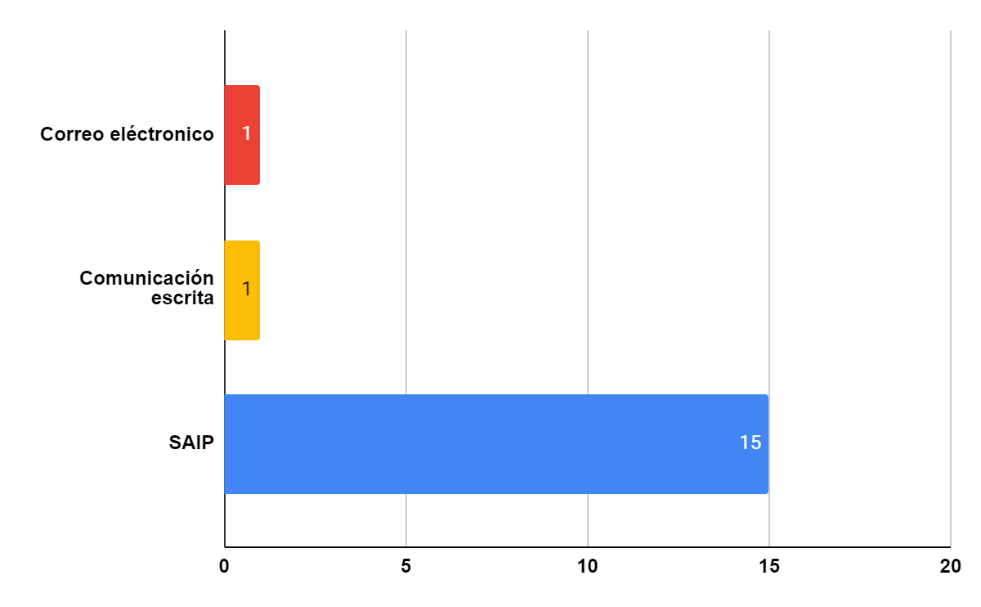 Correo eléctronico
1
Comunicación
escrita
1
SAIP
15
0 5 10 15 20